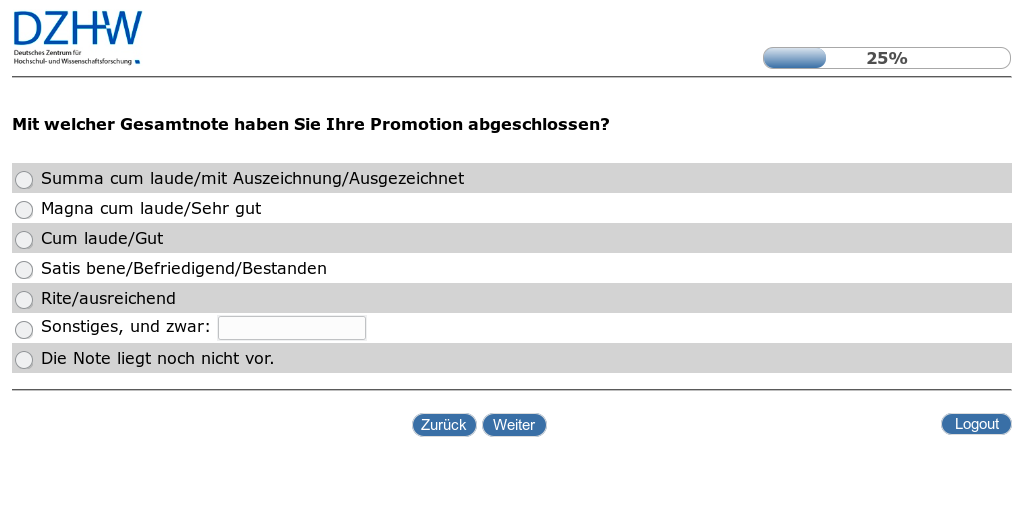 DZHW
Deutsches Zentrum für
Hochschul- und Wissenschaftsforschung
25%
Mit welcher Gesamtnote haben Sie Ihre Promotion abgeschlossen?
Summa cum laude/mit Auszeichnung/Ausgezeichnet
Magna cum laude/Sehr gut
Cum laude/Gut
Satis bene/Befriedigend/Bestanden
Rite/ausreichend
Sonstiges, und zwar:
Die Note liegt noch nicht vor.
Zurück Weiter Logout